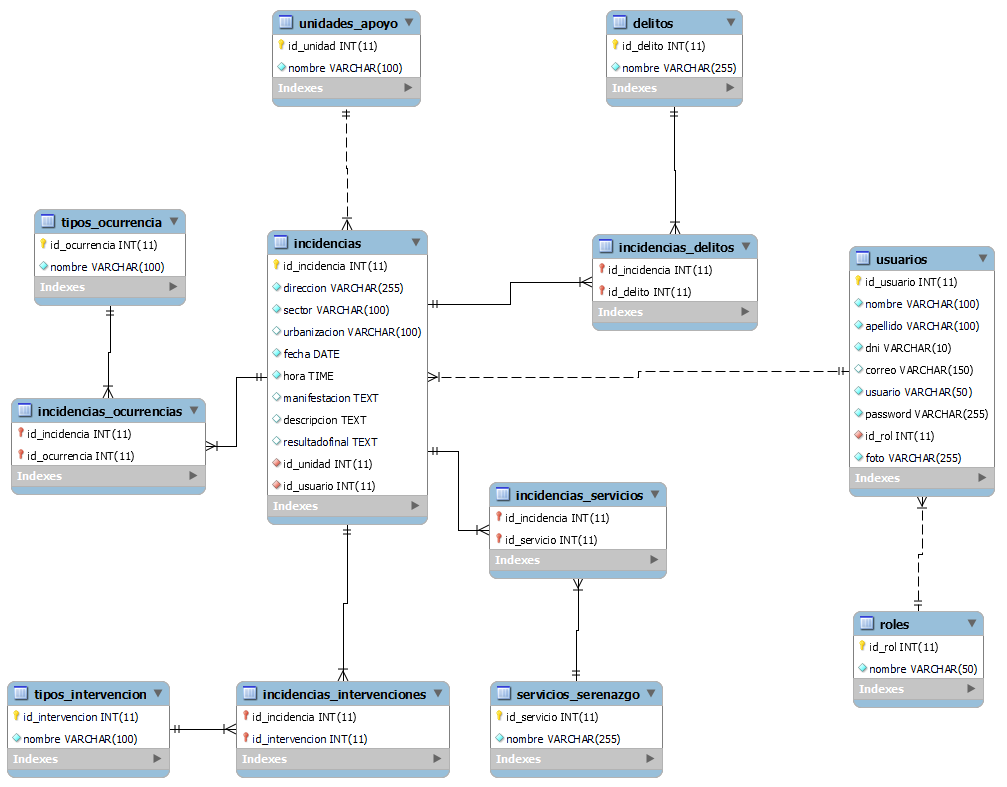 unidades_apoyo
id_unidad INT(11)
nombre VARCHAR(100)
Indexes
delitos
id_delito INT(11)
nombre VARCHAR(255)
Indexes
tipos_ocurrencia
id_ocurrencia INT(11)
nombre VARCHAR(100)
Indexes
incidencias
id_incidencia INT(11)
direccion VARCHAR(255)
sector VARCHAR(100)
urbanizacion VARCHAR(100)
fecha DATE
hora TIME
manifestacion TEXT
descripcion TEXT
resultadofinal TEXT
id_unidad INT(11)
id_usuario INT(11)
Indexes
incidencias_delitos
id_incidencia INT(11)
id_delito INT(11)
Indexes
usuarios
id_usuario INT(11)
nombre VARCHAR(100)
apellido VARCHAR(100)
dni VARCHAR(10)
correo VARCHAR(150)
usuario VARCHAR(50)
password VARCHAR(255)
id_rol INT(11)
foto VARCHAR(255)
Indexes
incidencias_ocurrencias
id_incidencia INT(11)
id_ocurrencia INT(11)
Indexes
incidencias_servicios
id_incidencia INT(11)
id_servicio INT(11)
Indexes
roles
id_rol INT(11)
nombre VARCHAR(50)
Indexes
tipos_intervencion
id_intervencion INT(11)
nombre VARCHAR(100)
Indexes
incidencias_intervenciones
id_incidencia INT(11)
id_intervencion INT(11)
Indexes
servicios_serenazgo
id_servicio INT(11)
nombre VARCHAR(255)
Indexes